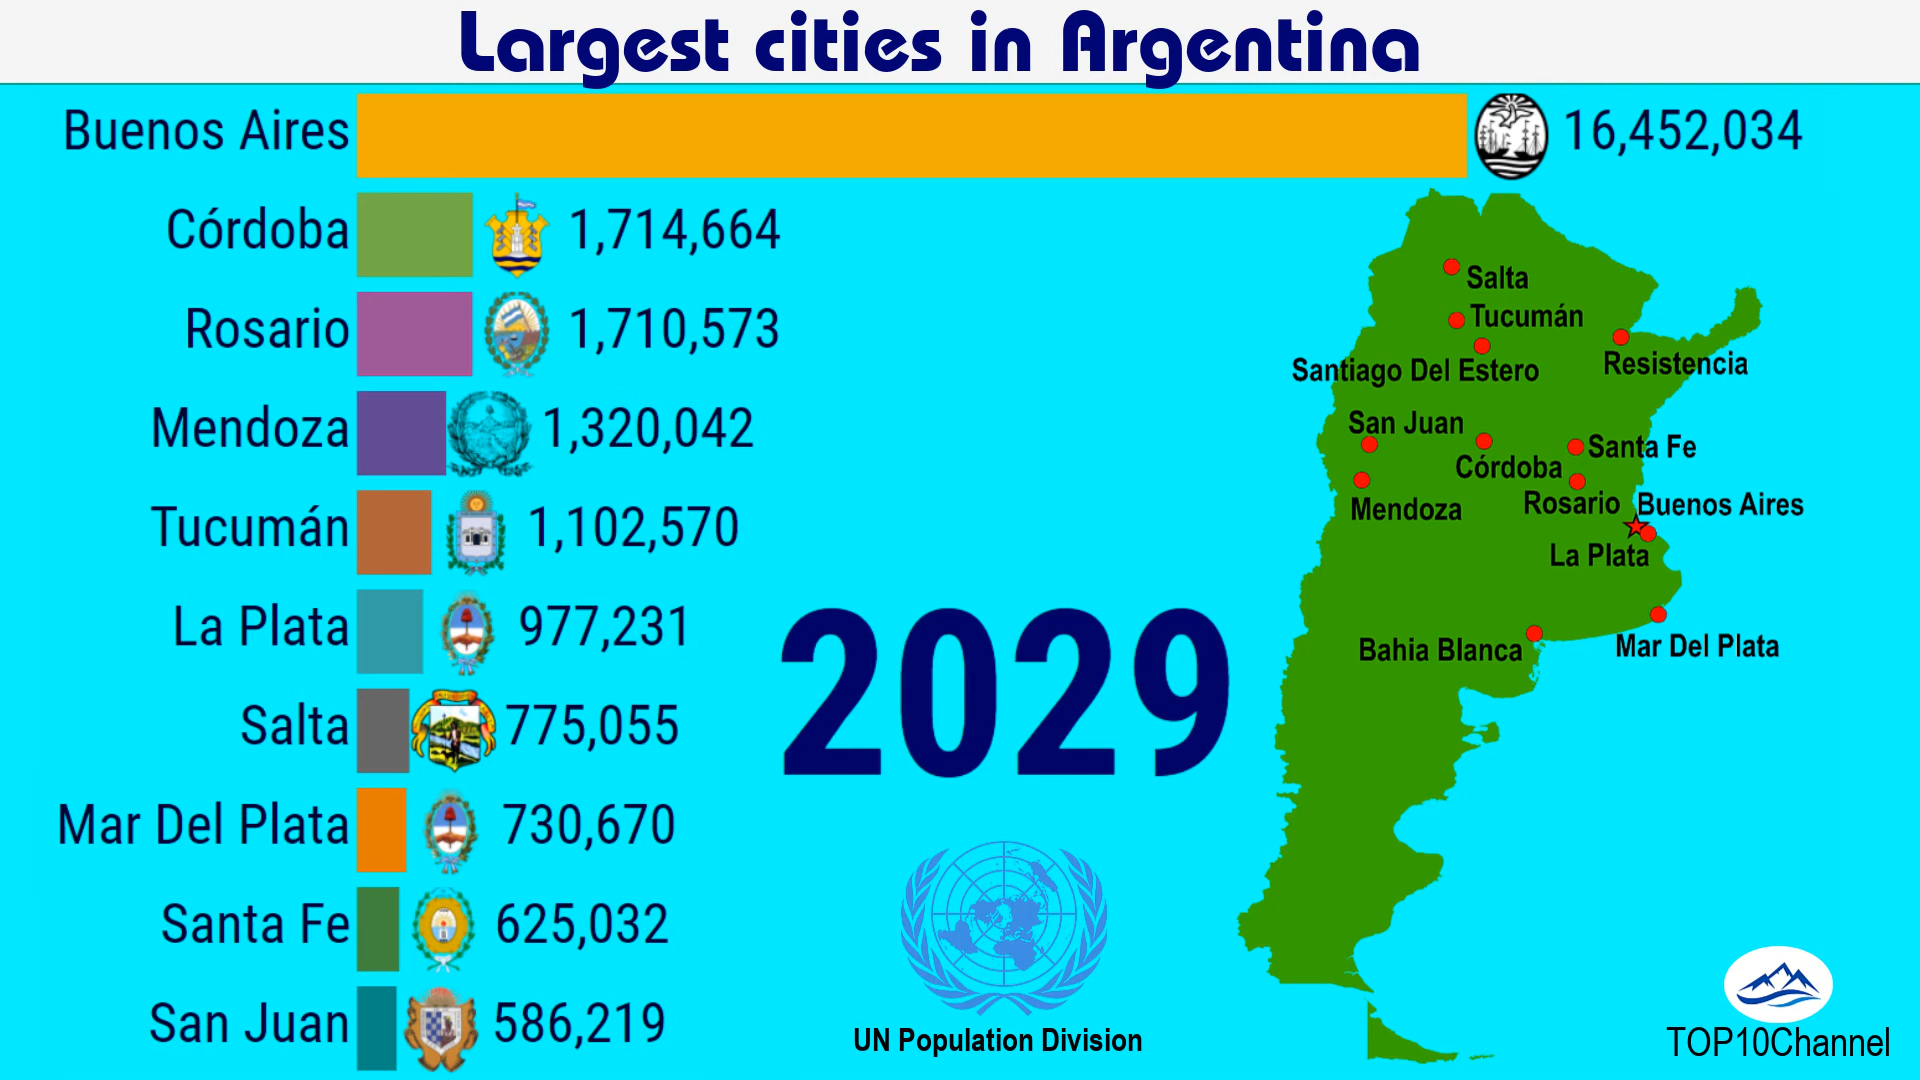 Largest cities in Argentina
Buenos Aires 16,452,034
Córdoba 1,714,664
Rosario 1,710,573
Mendoza 1,320,042
Tucumán 1,102,570
La Plata 977,231
Salta 775,055
Mar Del Plata 730,670
Santa Fe 625,032
San Juan 586,219
2029
UN Population Division
Salta
Tucumán
Santiago Del Estero
Resistencia
San Juan
Santa Fe
Córdoba
Rosario
Buenos Aires
Mendoza
La Plata
Bahia Blanca
Mar Del Plata
TOP10Channel